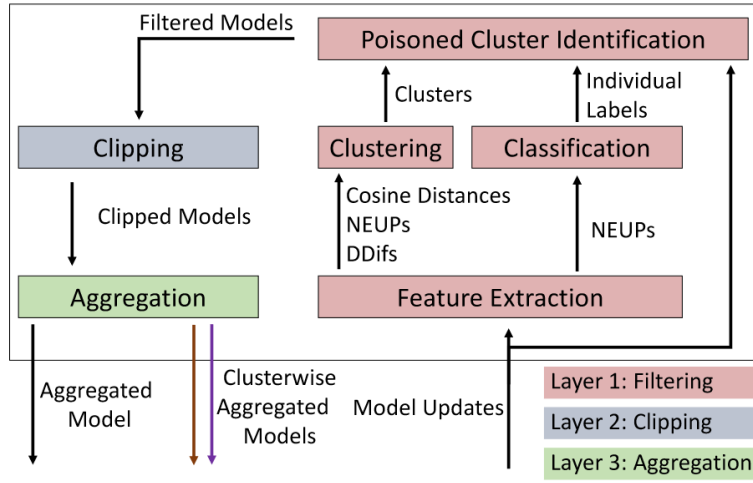 Filtered Models
Poisoned Cluster Identification
Clusters
Individual
Labels
Clipping
Clustering
Classification
Clipped Models
Cosine Distances
NEUPs
DDifs
NEUPs
Aggregation
Feature Extraction
Aggregated
Model
Clusterwise
Aggregated
Models
Model Updates
Layer 1: Filtering
Layer 2: Clipping
Layer 3: Aggregation